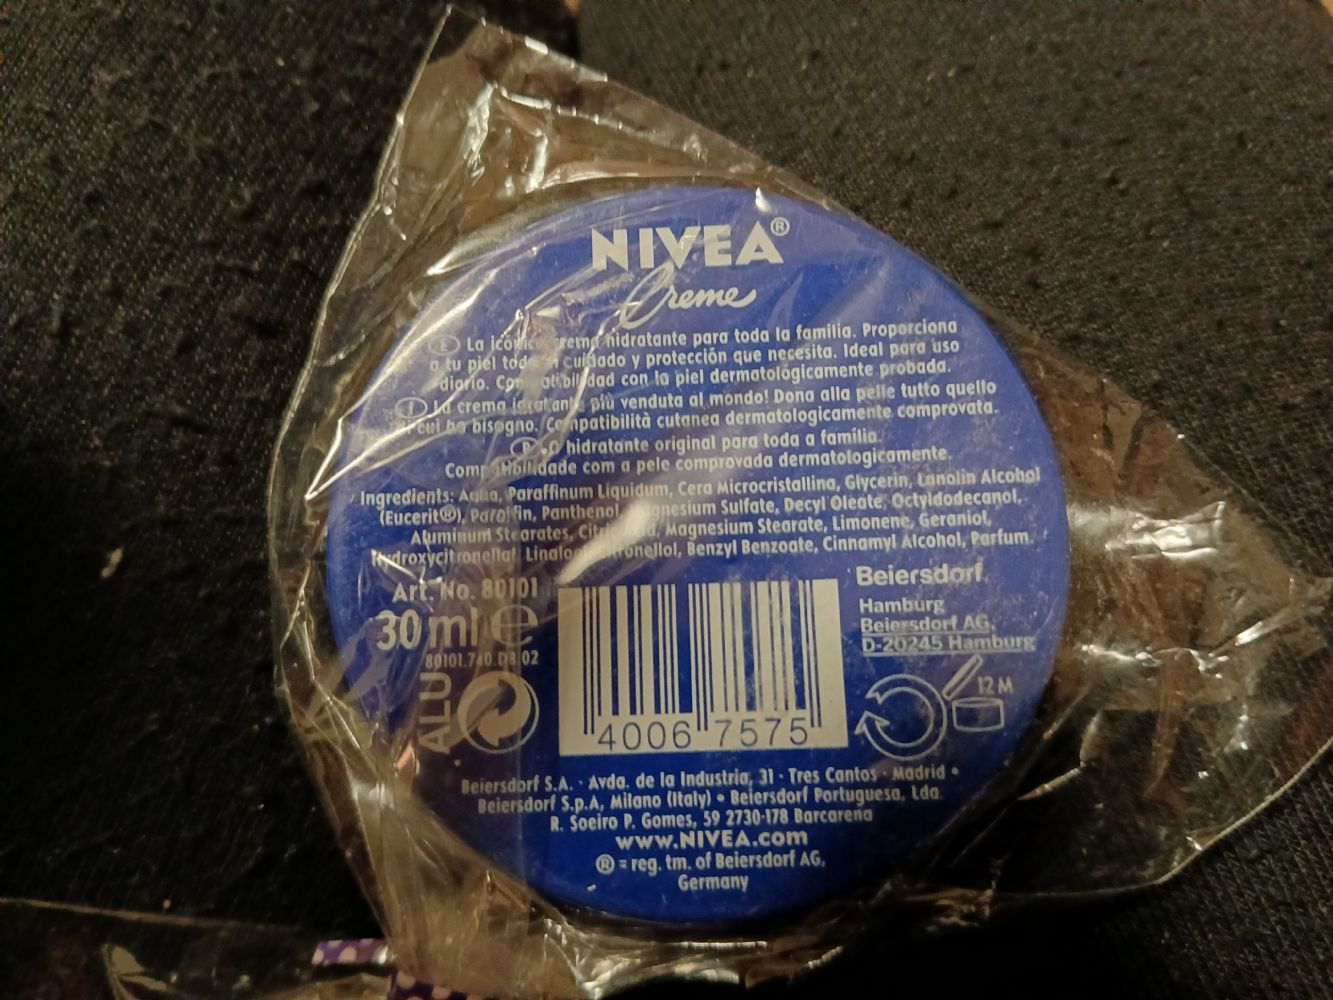 NIVEA®
Creme
E La icónica crema hidratante para toda la familia. Proporciona
a tu piel todo el cuidado y protección que necesita. Ideal para uso
diario. Compatibilidad con la piel dermatológicamente probada.
I La crema idratante più venduta al mondo! Dona alla pelle tutto quello
di cui ha bisogno. Compatibilità cutanea dermatologicamente comprovata.
P O hidratante original para toda a família.
Compatibilidade com a pele comprovada dermatologicamente.
Ingredients: Aqua, Paraffinum Liquidum, Cera Microcristallina, Glycerin, Lanolin Alcohol
(Eucerit®), Paraffin, Panthenol, Magnesium Sulfate, Decyl Oleate, Octyldodecanol,
Aluminum Stearates, Citric Acid, Magnesium Stearate, Limonene, Geraniol,
Hydroxycitronellal, Linalool, Citronellol, Benzyl Benzoate, Cinnamyl Alcohol, Parfum.
Art. No. 80101
30 ml e
80101.740.D3.02
ALU
4006 7575
Beiersdorf
Hamburg
Beiersdorf AG,
D-20245 Hamburg
12 M
Beiersdorf S.A. · Avda. de la Industria, 31 · Tres Cantos · Madrid •
Beiersdorf S.p.A, Milano (Italy) • Beiersdorf Portuguesa, Lda.
R. Soeiro P. Gomes, 59 2730-178 Barcarena
www.NIVEA.com
® = reg. tm. of Beiersdorf AG,
Germany